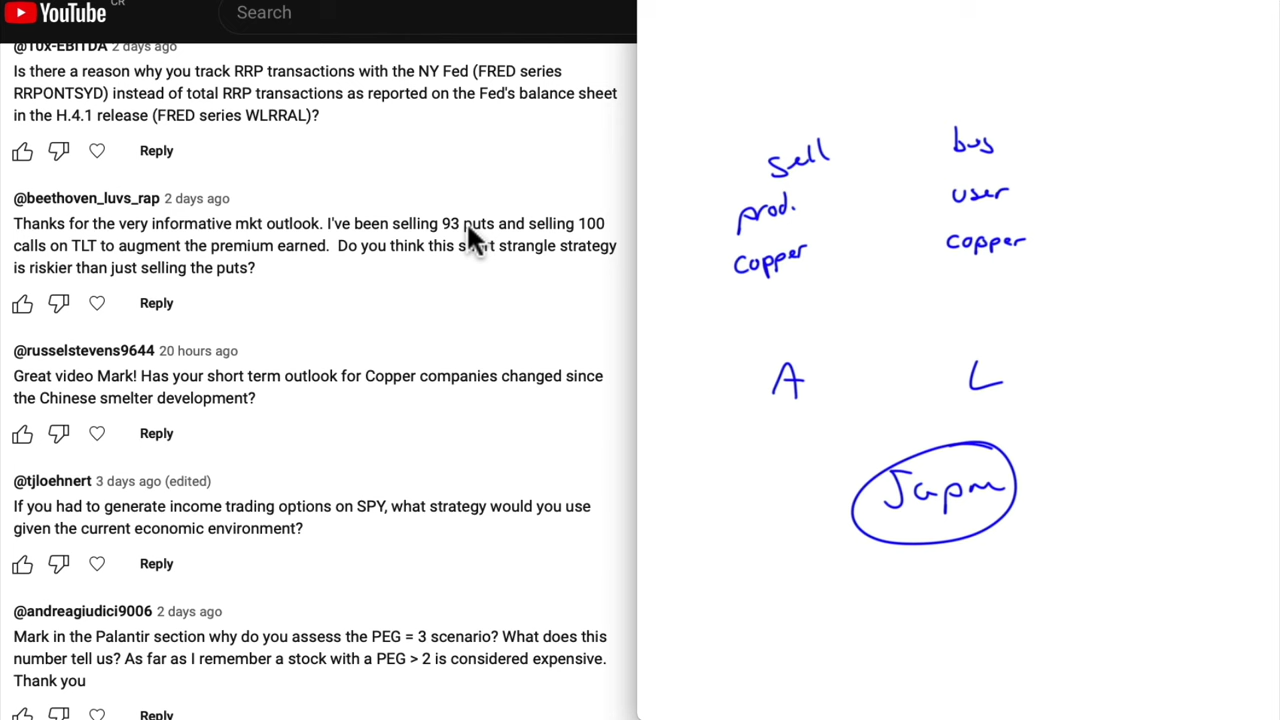 YouTube CR
Search
@10x-EBITDA 2 days ago
Is there a reason why you track RRP transactions with the NY Fed (FRED series
RRPONTSYD) instead of total RRP transactions as reported on the Fed's balance sheet
in the H.4.1 release (FRED series WLRRAL)?
Reply
@beethoven_luvs_rap 2 days ago
Thanks for the very informative mkt outlook. I've been selling 93 puts and selling 100
calls on TLT to augment the premium earned. Do you think this short strangle strategy
is riskier than just selling the puts?
Reply
@russelstevens9644 20 hours ago
Great video Mark! Has your short term outlook for Copper companies changed since
the Chinese smelter development?
Reply
@tjloehnert 3 days ago (edited)
If you had to generate income trading options on SPY, what strategy would you use
given the current economic environment?
Reply
@andreagiudici9006 2 days ago
Mark in the Palantir section why do you assess the PEG = 3 scenario? What does this
number tell us? As far as I remember a stock with a PEG > 2 is considered expensive.
Thank you
Reply
sell buy
prod. user
copper copper
A L
Japan